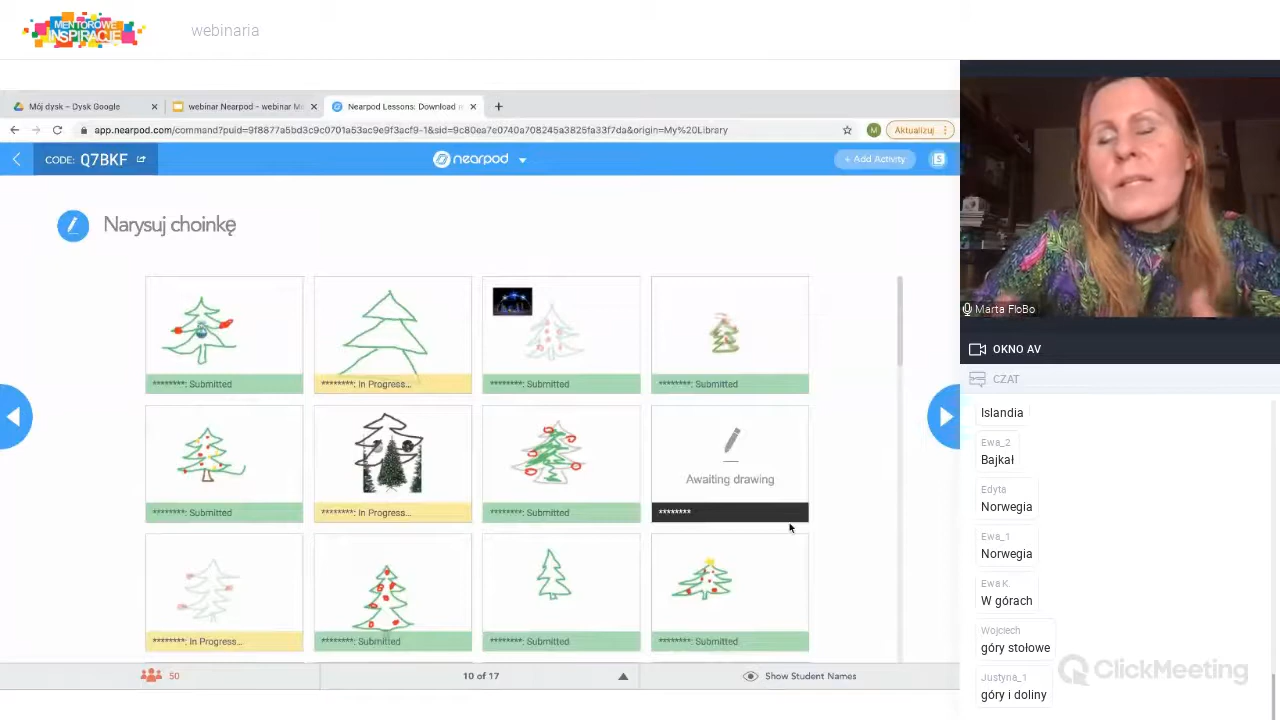 MENTOROWE
INSPIRACJE
webinaria
Mój dysk – Dysk Google
webinar Nearpod - webinar Mo
Nearpod Lessons: Download re
app.nearpod.com/command?puid=9f8877a5bd3c9c0701a53ac9e9f3acf9-1&sid=9c80ea7e0740a708245a3825fa33f7da&origin=My%20Library
M
Aktualizuj
CODE: Q7BKF
nearpod
+ Add Activity
Narysuj choinkę
********: Submitted
********: In Progress...
********: Submitted
********: Submitted
********: Submitted
********: In Progress...
********: Submitted
Awaiting drawing
********
********: In Progress...
********: Submitted
********: Submitted
********: Submitted
50
10 of 17
Show Student Names
Marta FloBo
OKNO AV
CZAT
Islandia
Ewa_2
Bajkał
Edyta
Norwegia
Ewa_1
Norwegia
Ewa K.
W górach
Wojciech
góry stołowe
Justyna_1
góry i doliny
ClickMeeting